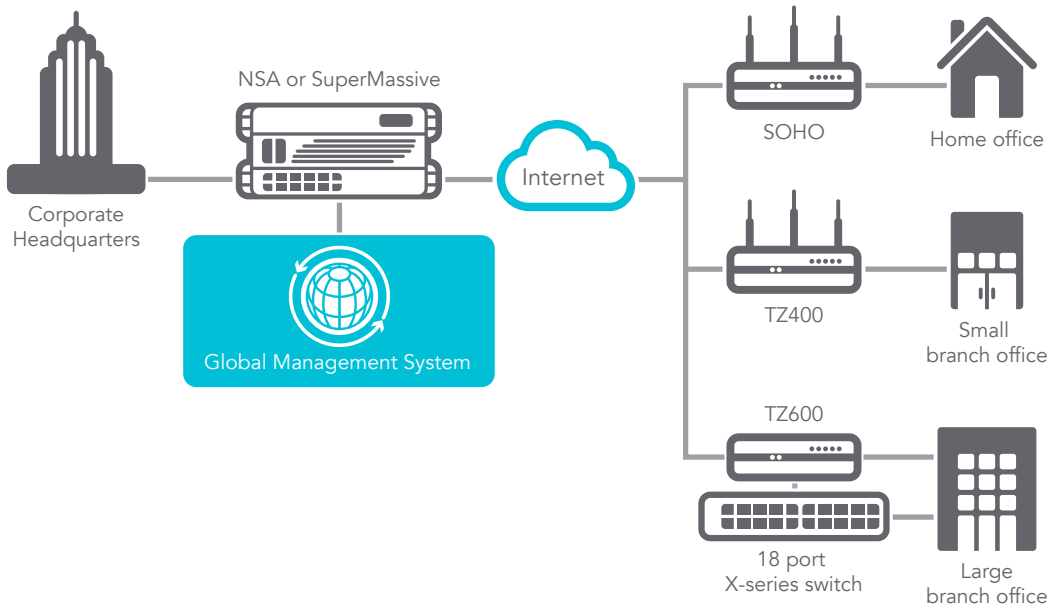 NSA or SuperMassive
Corporate
Headquarters
Global Management System
Internet
SOHO
Home office
TZ400
Small
branch office
TZ600
18 port
X-series switch
Large
branch office